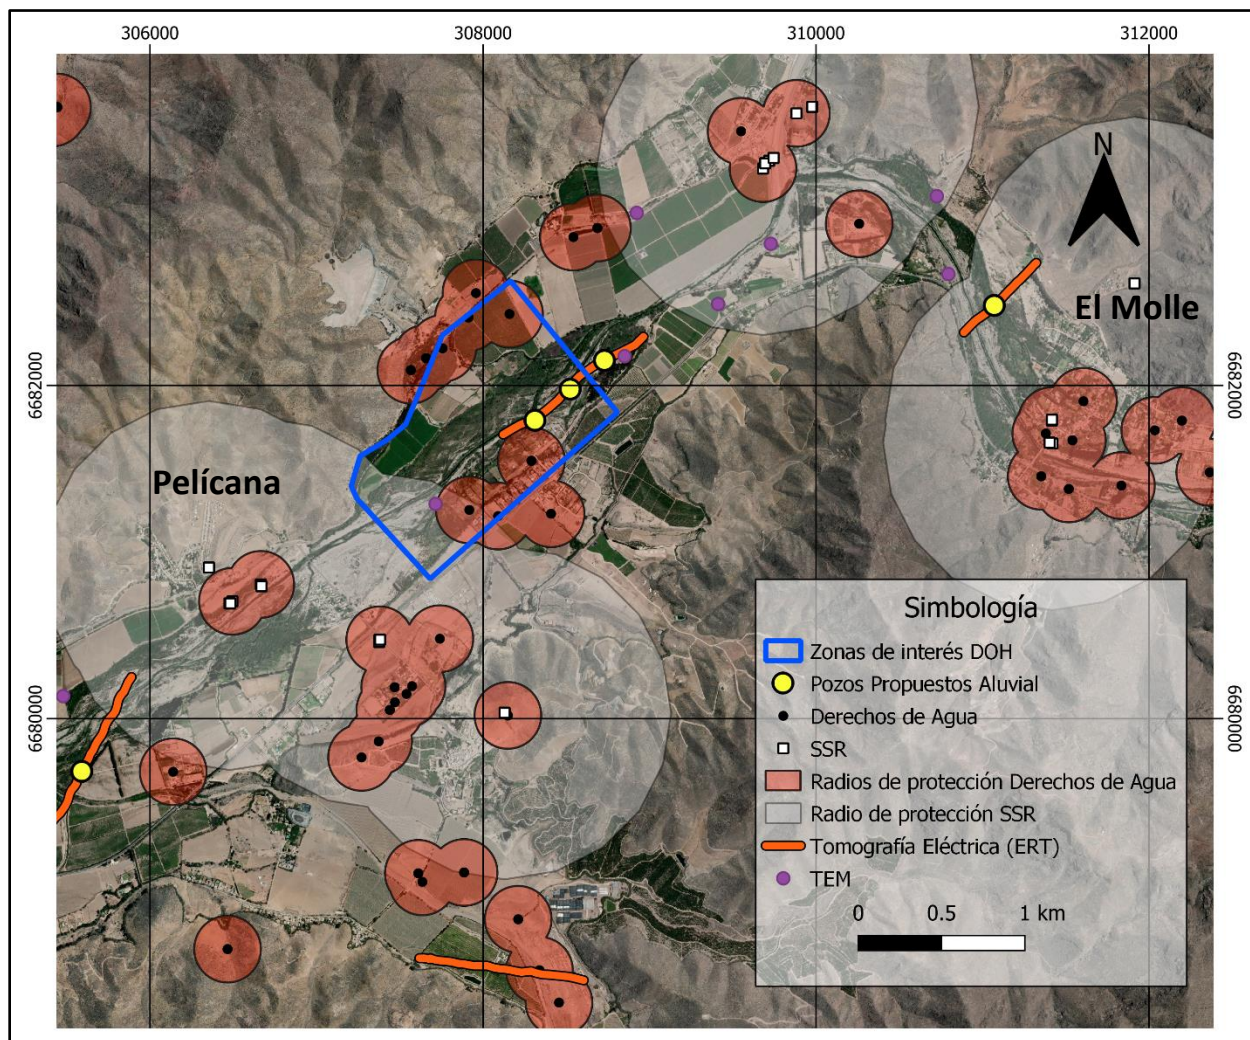 306000 308000 310000 312000
N
El Molle
6682000 6682000
Pelícana
6680000 6680000
Simbología
Zonas de interés DOH
Pozos Propuestos Aluvial
Derechos de Agua
SSR
Radios de protección Derechos de Agua
Radio de protección SSR
Tomografía Eléctrica (ERT)
TEM
0 0.5 1 km